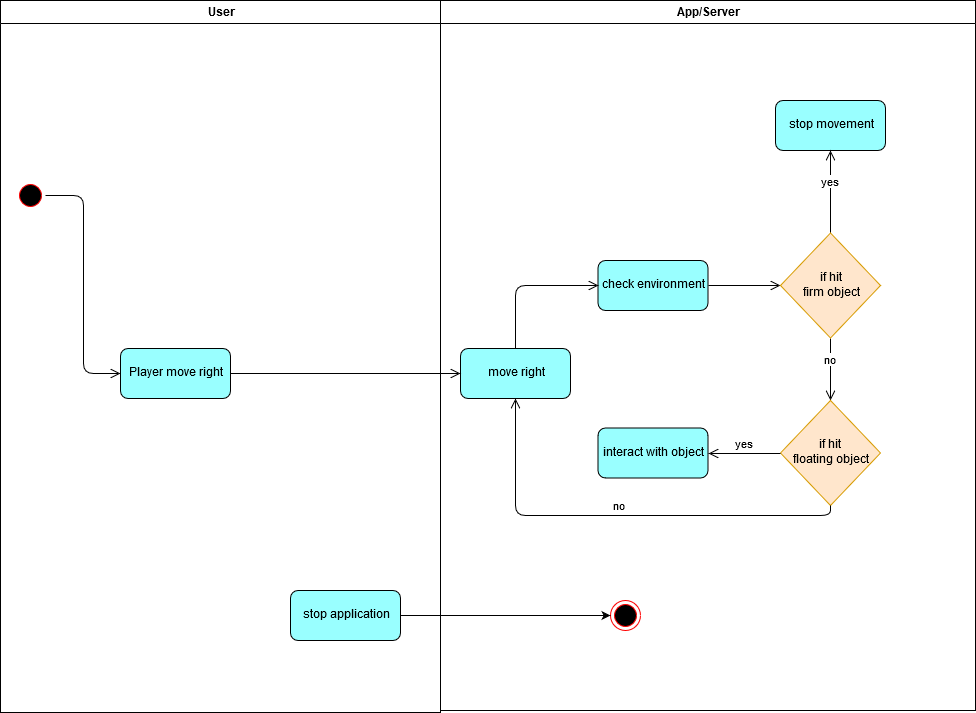 User
App/Server
stop movement
yes
if hit
firm object
check environment
no
Player move right
move right
if hit
floating object
yes
interact with object
no
stop application